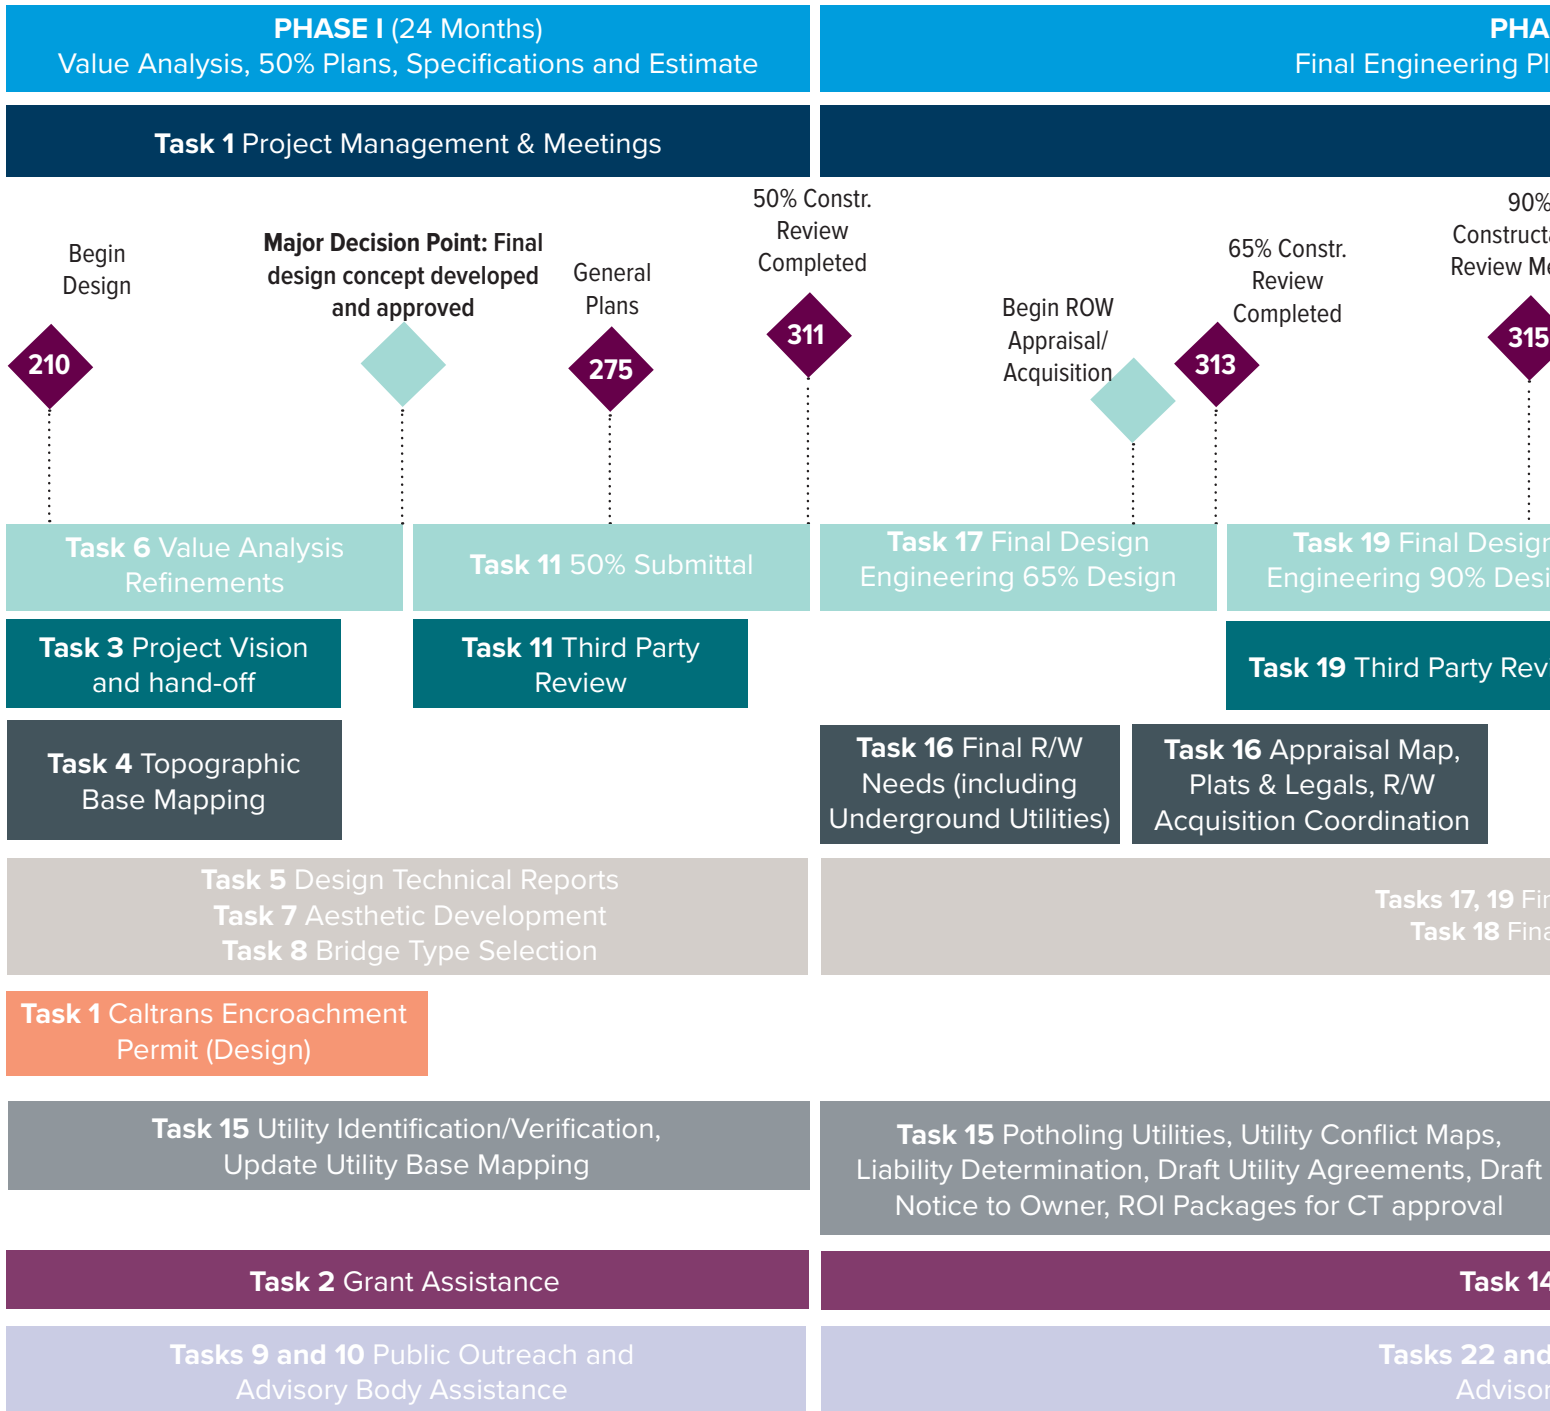 PHASE I (24 Months)
Value Analysis, 50% Plans, Specifications and Estimate
PHA
Final Engineering Pl
Task 1 Project Management & Meetings
Begin
Design
210
Major Decision Point: Final
design concept developed
and approved
General
Plans
275
50% Constr.
Review
Completed
311
Begin ROW
Appraisal/
Acquisition
65% Constr.
Review
Completed
313
90%
Constructa
Review Me
315
Task 6 Value Analysis
Refinements
Task 11 50% Submittal
Task 17 Final Design
Engineering 65% Design
Task 19 Final Design
Engineering 90% Desi
Task 3 Project Vision
and hand-off
Task 11 Third Party
Review
Task 19 Third Party Rev
Task 4 Topographic
Base Mapping
Task 16 Final R/W
Needs (including
Underground Utilities)
Task 16 Appraisal Map,
Plats & Legals, R/W
Acquisition Coordination
Task 5 Design Technical Reports
Task 7 Aesthetic Development
Task 8 Bridge Type Selection
Tasks 17, 19 Fin
Task 18 Fina
Task 1 Caltrans Encroachment
Permit (Design)
Task 15 Utility Identification/Verification,
Update Utility Base Mapping
Task 15 Potholing Utilities, Utility Conflict Maps,
Liability Determination, Draft Utility Agreements, Draft
Notice to Owner, ROI Packages for CT approval
Task 2 Grant Assistance
Task 14
Tasks 9 and 10 Public Outreach and
Advisory Body Assistance
Tasks 22 and
Advisor